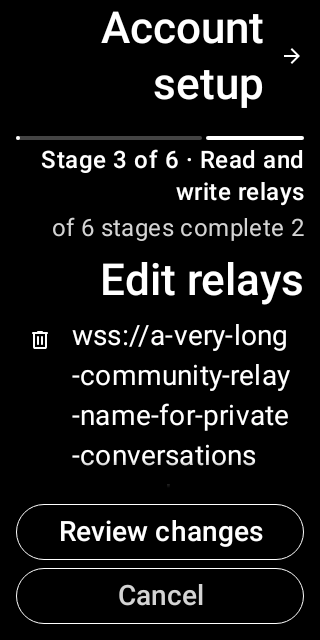 Account
setup
Stage 3 of 6 · Read and
write relays
of 6 stages complete 2
Edit relays
wss://a-very-long
-community-relay
-name-for-private
-conversations
Review changes
Cancel